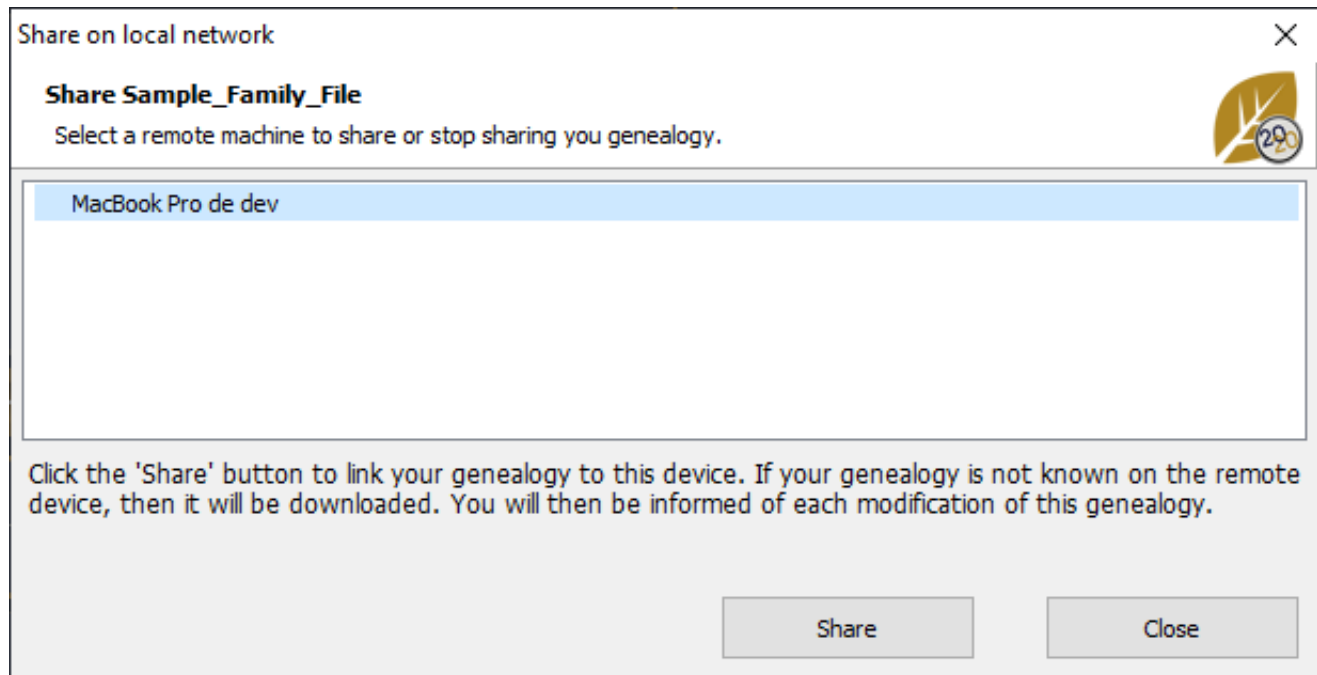 Share on local network
Share Sample_Family_File
Select a remote machine to share or stop sharing you genealogy.
2020
MacBook Pro de dev
Click the 'Share' button to link your genealogy to this device. If your genealogy is not known on the remote
device, then it will be downloaded. You will then be informed of each modification of this genealogy.
Share
Close